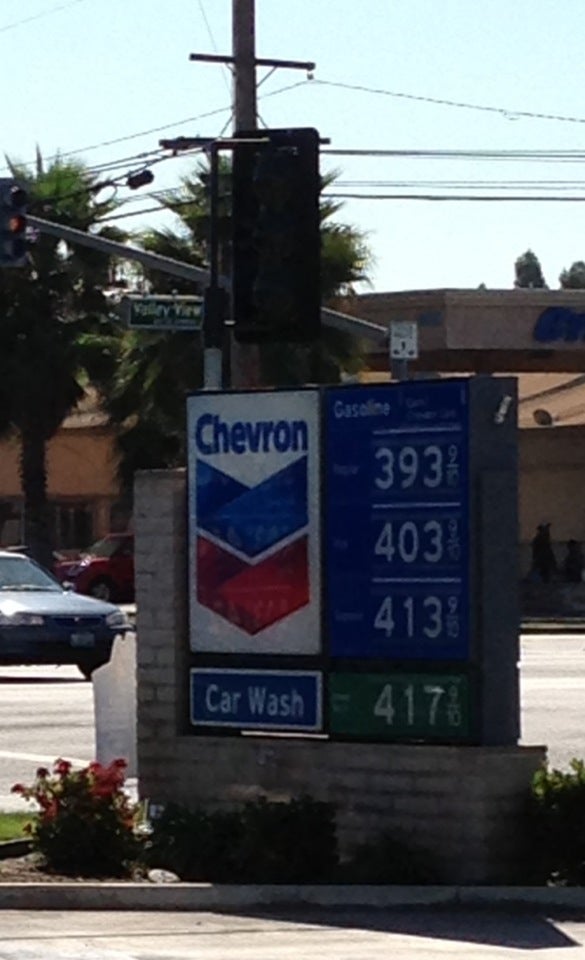 Valley View
Chevron
Gasoline
393 9/10
403 9/10
413 9/10
Car Wash
417 9/10